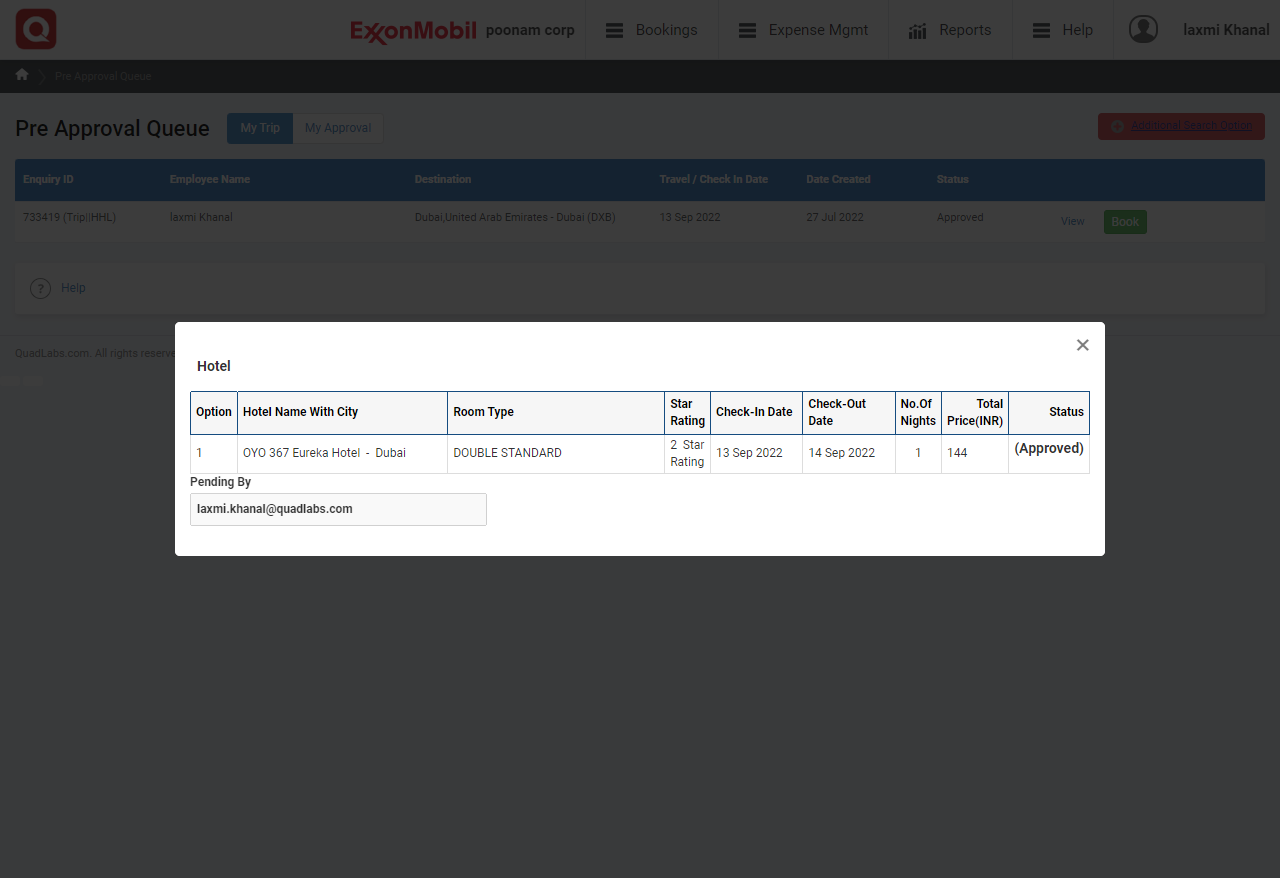 Q ExxonMobil poonam corp Bookings Expense Mgmt Reports Help laxmi Khanal
Pre Approval Queue
Pre Approval Queue My Trip My Approval Additional Search Option
Enquiry ID Employee Name Destination Travel / Check In Date Date Created Status
733419 (Trip|IHHL) laxmi Khanal Dubai,United Arab Emirates - Dubai (DXB) 13 Sep 2022 27 Jul 2022 Approved View Book
? Help
QuadLabs.com. All rights reserve
×
Hotel
Option Hotel Name With City Room Type Star Rating Check-In Date Check-Out Date No.Of Nights Total Price(INR) Status
1 OYO 367 Eureka Hotel - Dubai DOUBLE STANDARD 2 Star Rating 13 Sep 2022 14 Sep 2022 1 144 (Approved)
Pending By
laxmi.khanal@quadlabs.com